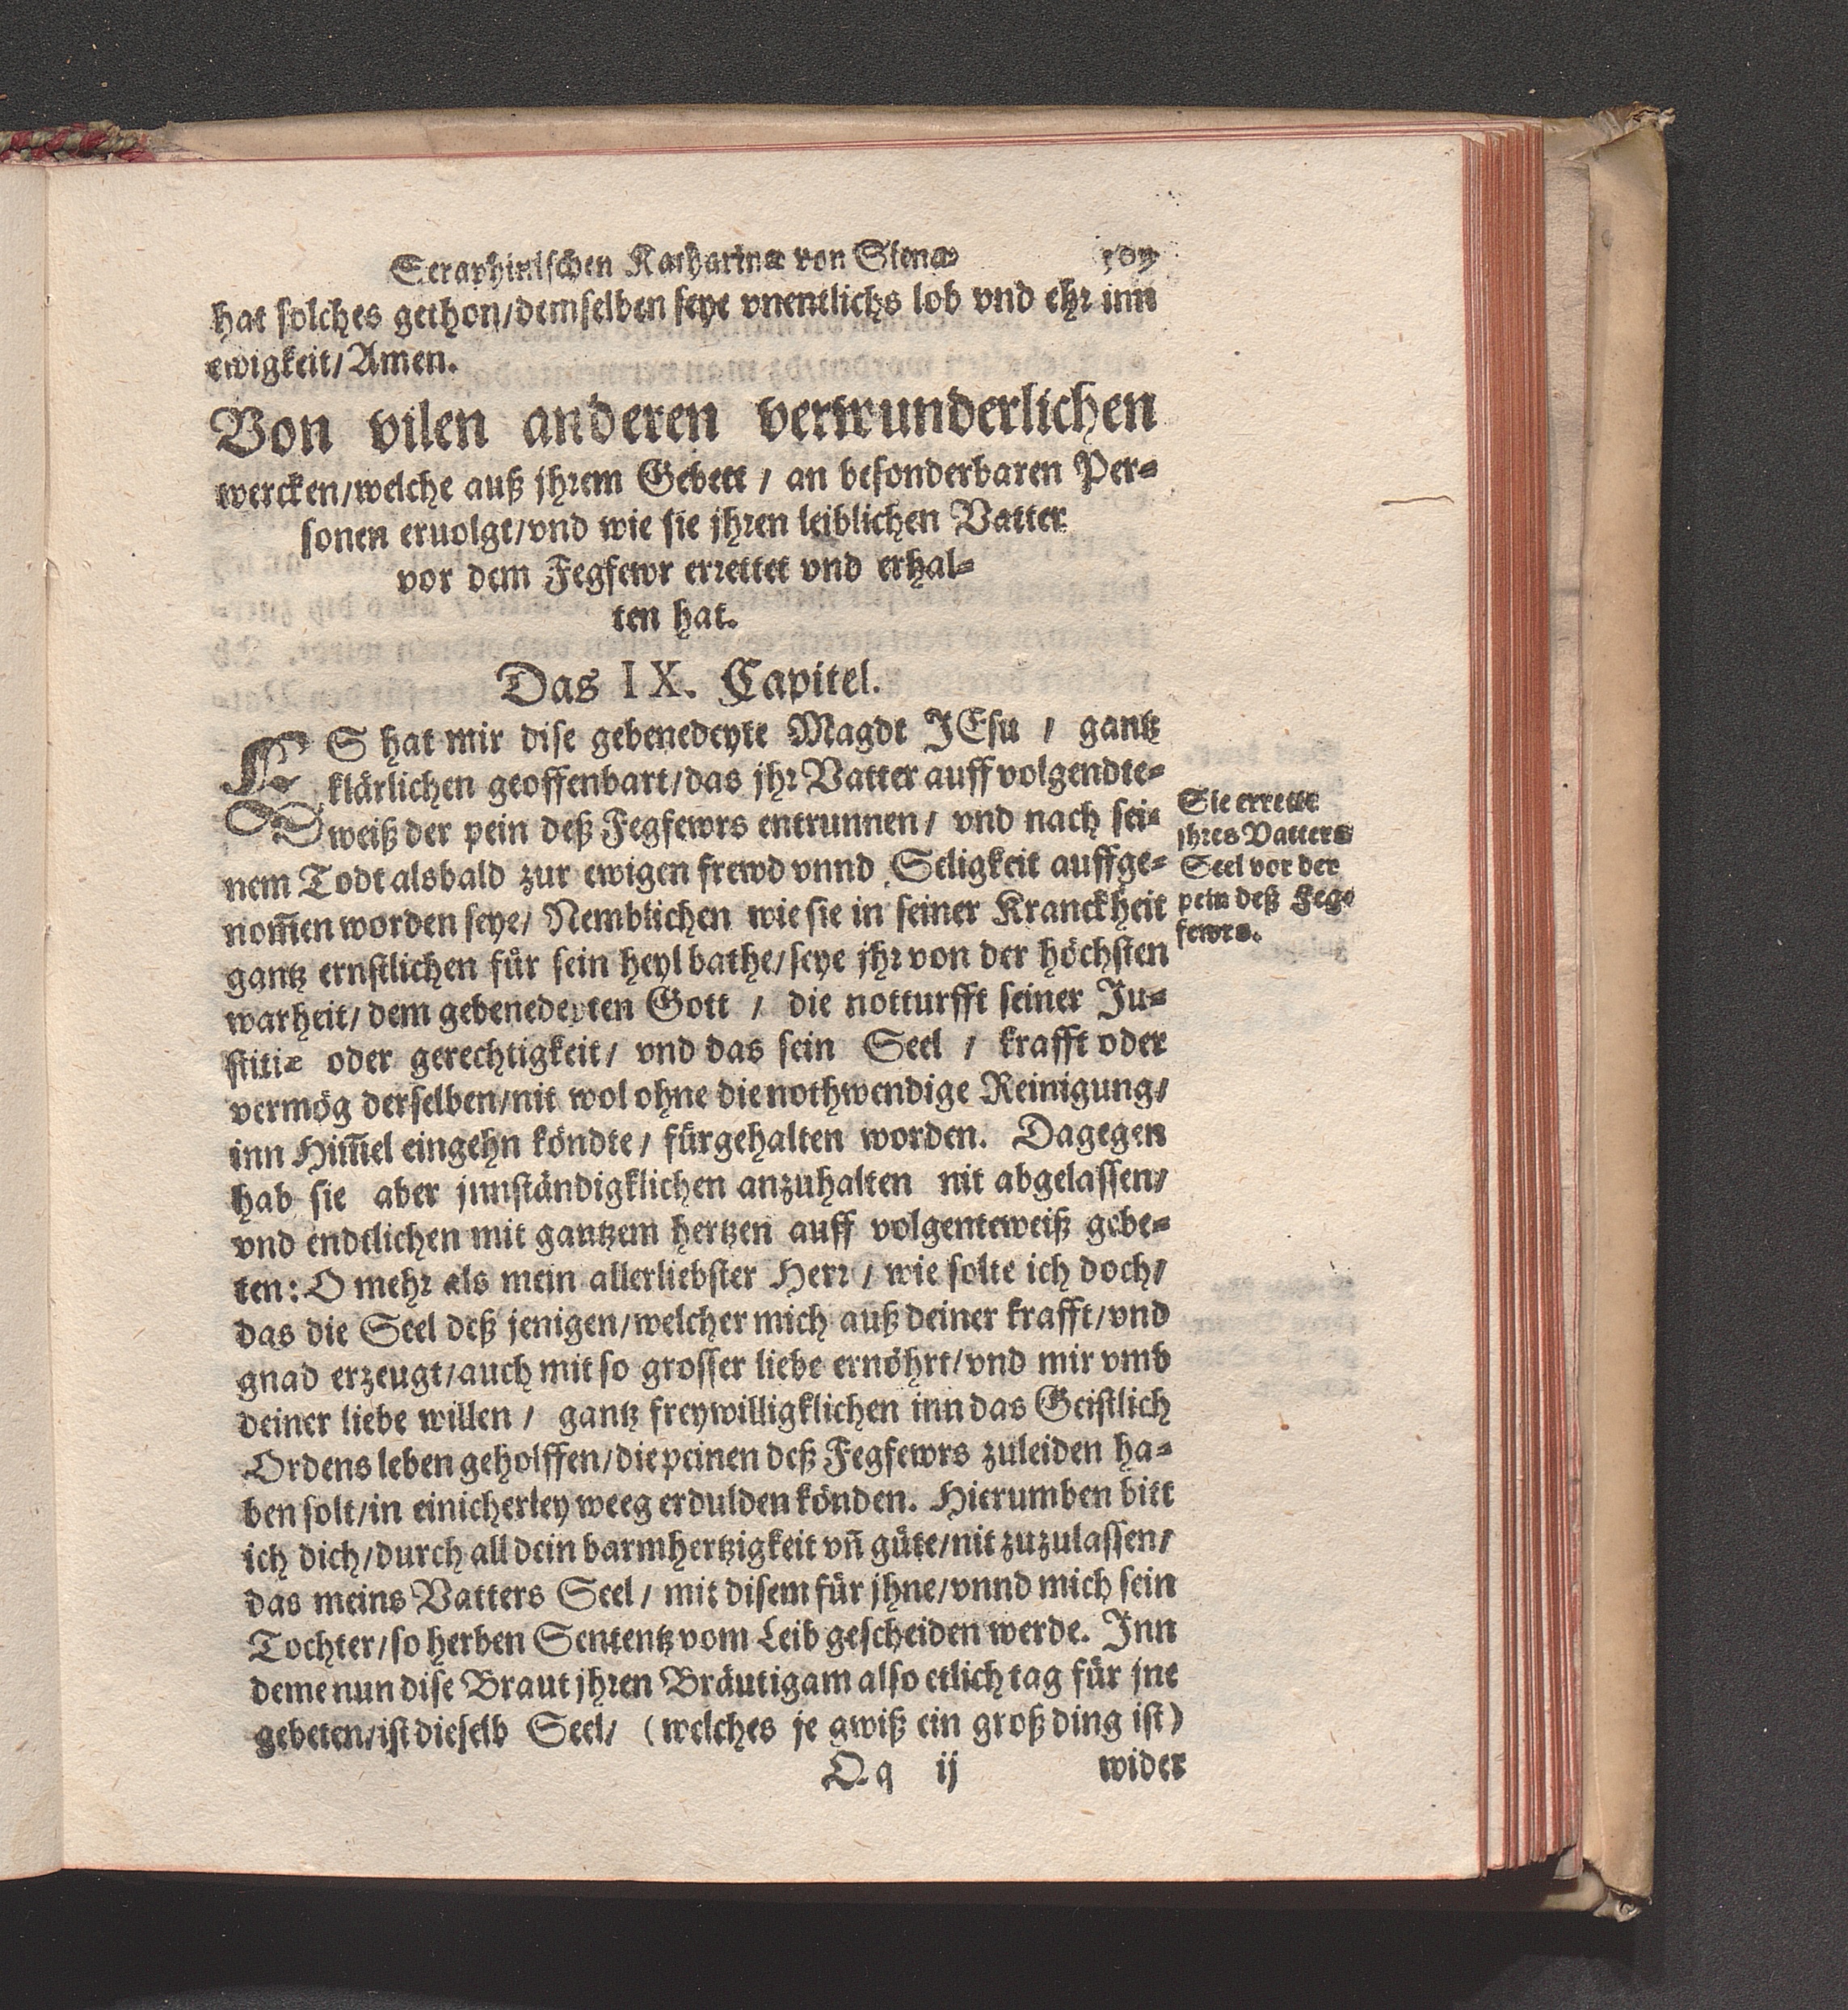 Seraphinischen Katharinæ von Siena
hat solches gethon/demselben seye vnentlichs lob vnd ehr inn
ewigkeit/Amen.
Von vilen anderen verwunderlichen
wercken/welche auß jhrem Gebett / an besonderbaren Per-
sonen eruolgt/vnd wie sie jhren leiblichen Vatter
vor dem Fegfewr errettet vnd erhal-
ten hat.
Das IX. Capitel.
ES hat mir dise gebenedeyte Magdt JEsu / gantz
klärlichen geoffenbart/das jhr Vatter auff volgendte-
weiß der pein deß Fegfewrs entrunnen/ vnd nach sei-
nem Todt alsbald zur ewigen frewd vnnd Seligkeit auffge-
nom̄en worden seye/ Nemblichen wie sie in seiner Kranckheit
gantz ernstlichen für sein heyl bathe/seye jhr von der höchsten
warheit/ dem gebenedeyten Gott / die notturfft seiner Ju-
stitiæ oder gerechtigkeit/ vnd das sein Seel / krafft oder
vermög derselben/nit wol ohne die nothwendige Reinigung/
inn Him̄el eingehn köndte/ fürgehalten worden. Dagegen
hab sie aber jnnständigklichen anzuhalten nit abgelassen/
vnd endtlichen mit gantzem hertzen auff volgenteweiß gebe-
ten: O mehr als mein allerliebster Herr / wie solte ich doch/
das die Seel deß jenigen/welcher mich auß deiner krafft/vnd
gnad erzeugt/auch mit so grosser liebe ernöhrt/vnd mir vmb
deiner liebe willen / gantz freywilligklichen inn das Geistlich
Ordens leben geholffen/die peinen deß Fegfewrs zuleiden ha-
ben solt/in einicherley weeg erdulden könden. Hierumben bitt
ich dich/durch all dein barmhertzigkeit vn̄ güte/nit zuzulassen/
das meins Vatters Seel / mit disem für jhne/vnnd mich sein
Tochter/so herben Sententz vom Leib gescheiden werde. Inn
deme nun dise Braut jhren Bräutigam also etlich tag für jne
gebeten/ist dieselb Seel/ (welches je gwiß ein groß ding ist)
Q q ij wider
Sie errette
jhres Vatters
Seel vor der
pein deß Feg-
fewrs.